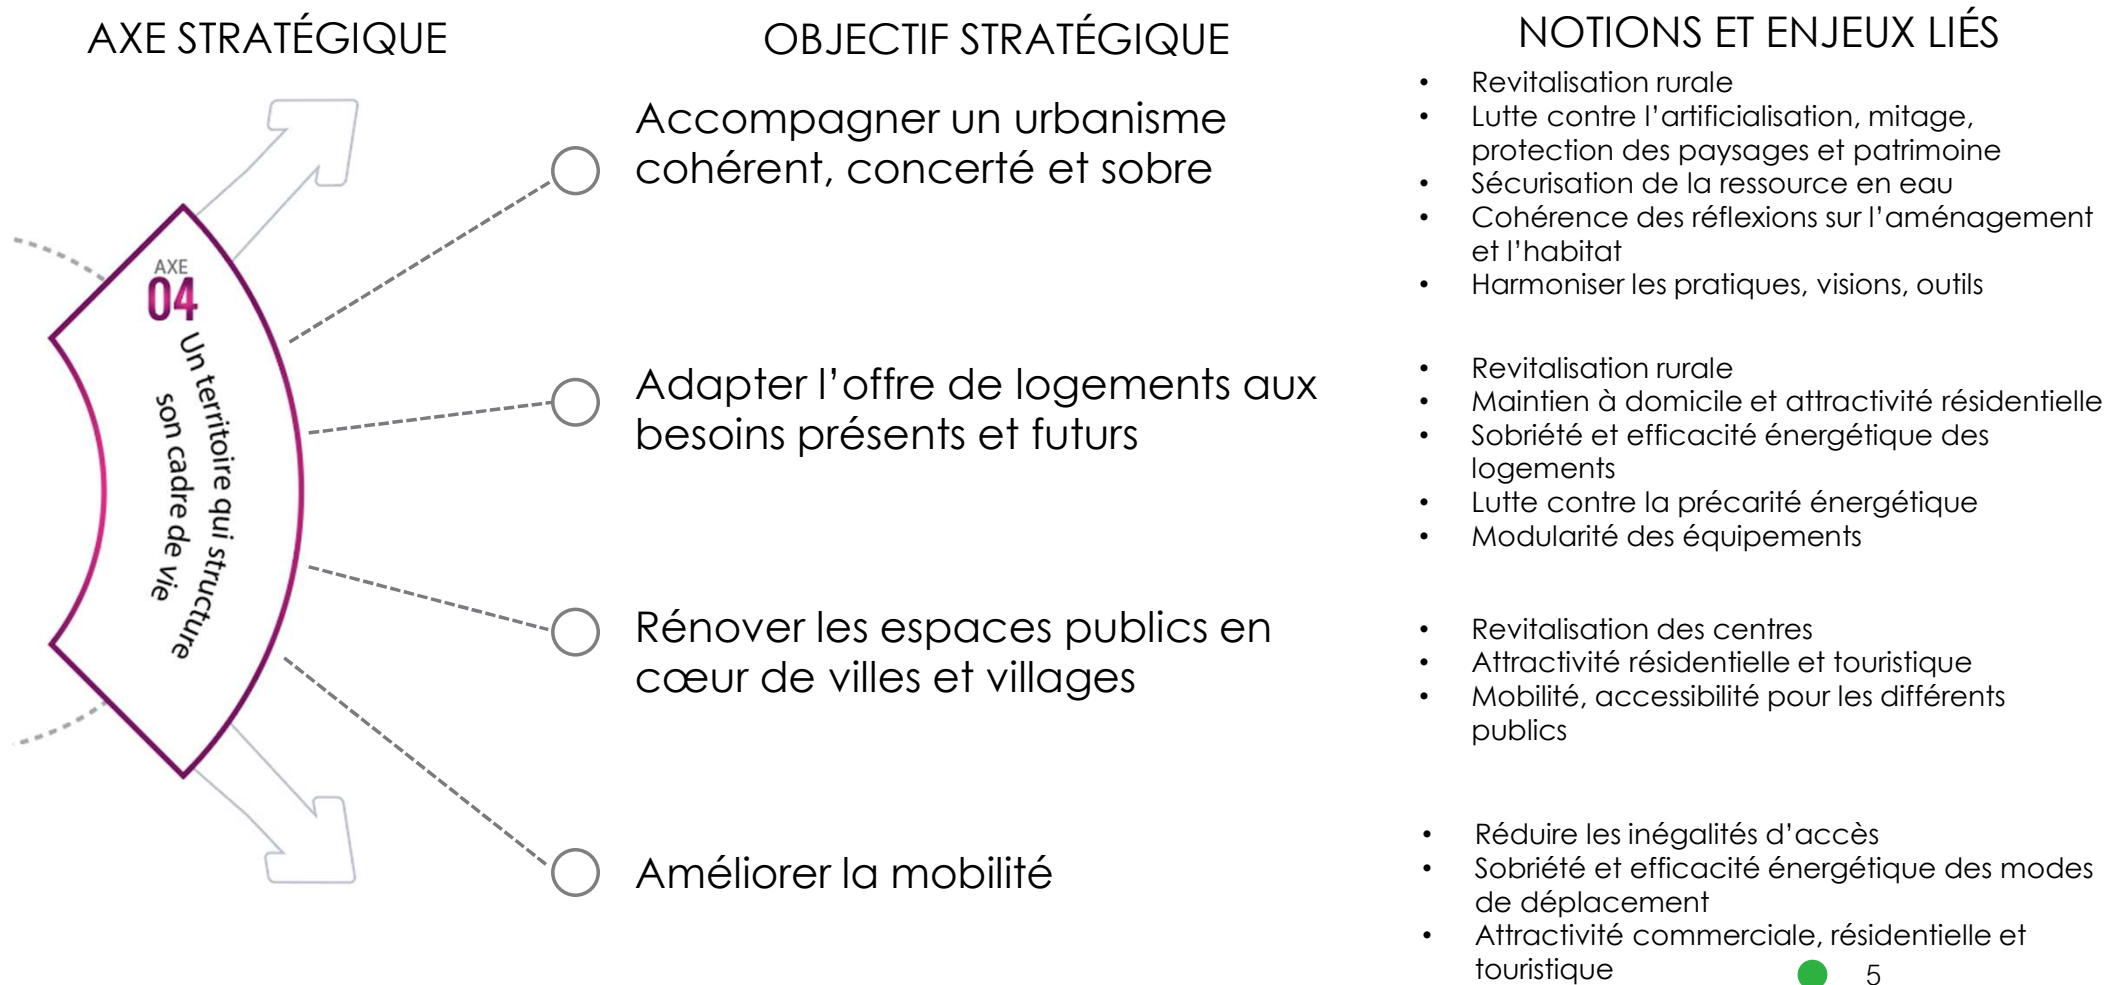 AXE STRATÉGIQUE
OBJECTIF STRATÉGIQUE
NOTIONS ET ENJEUX LIÉS
AXE
04
Un territoire qui structure
son cadre de vie
Accompagner un urbanisme
cohérent, concerté et sobre
• Revitalisation rurale
• Lutte contre l’artificialisation, mitage,
protection des paysages et patrimoine
• Sécurisation de la ressource en eau
• Cohérence des réflexions sur l’aménagement
et l’habitat
• Harmoniser les pratiques, visions, outils
Adapter l’offre de logements aux
besoins présents et futurs
• Revitalisation rurale
• Maintien à domicile et attractivité résidentielle
• Sobriété et efficacité énergétique des
logements
• Lutte contre la précarité énergétique
• Modularité des équipements
Rénover les espaces publics en
cœur de villes et villages
• Revitalisation des centres
• Attractivité résidentielle et touristique
• Mobilité, accessibilité pour les différents
publics
Améliorer la mobilité
• Réduire les inégalités d’accès
• Sobriété et efficacité énergétique des modes
de déplacement
• Attractivité commerciale, résidentielle et
touristique
5